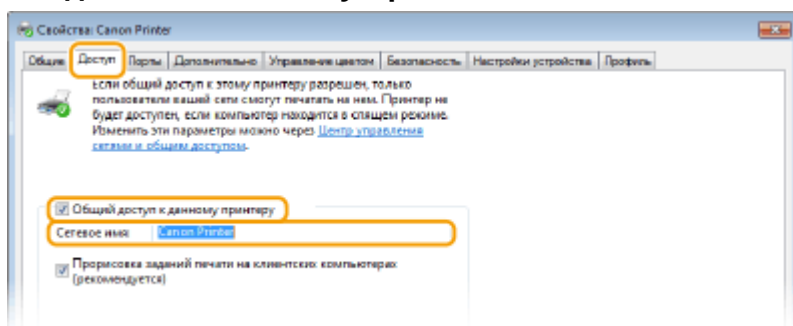 Свойства: Canon Printer
Общие Доступ Порты Дополнительно Управление цветом Безопасность Настройки устройства Профиль
Если общий доступ к этому принтеру разрешен, только
пользователи вашей сети смогут печатать на нем. Принтер не
будет доступен, если компьютер находится в спящем режиме.
Изменить эти параметры можно через Центр управления
сетями и общим доступом.
Общий доступ к данному принтеру
Сетевое имя: Canon Printer
Прорисовка заданий печати на клиентских компьютерах
(рекомендуется)